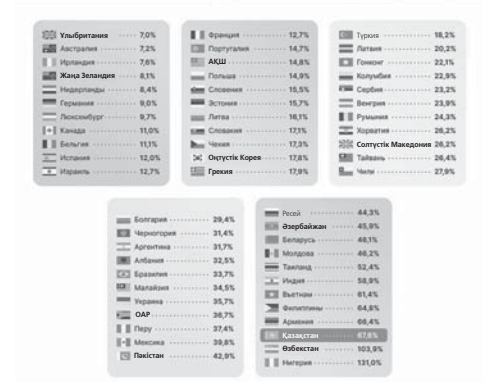 Ұлыбритания 7,0%
Австралия 7,2%
Ирландия 7,6%
Жаңа Зеландия 8,1%
Нидерланды 8,4%
Германия 9,0%
Люксембург 9,7%
Канада 11,0%
Бельгия 11,1%
Испания 12,0%
Израиль 12,7%
Франция 12,7%
Португалия 14,7%
АҚШ 14,8%
Польша 14,9%
Словения 15,5%
Эстония 15,7%
Литва 16,1%
Словакия 17,1%
Чехия 17,3%
Оңтүстік Корея 17,8%
Грекия 17,9%
Түркия 18,2%
Латвия 20,2%
Гонконг 22,1%
Колумбия 22,9%
Сербия 23,2%
Венгрия 23,9%
Румыния 24,3%
Хорватия 26,2%
Солтүстік Македония 26,2%
Тайвань 26,4%
Чили 27,9%
Болгария 29,4%
Черногория 31,4%
Аргентина 31,7%
Албания 32,5%
Бразилия 33,7%
Малайзия 34,5%
Украина 35,7%
ОАР 36,7%
Перу 37,4%
Мексика 39,8%
Пәкістан 42,9%
Ресей 44,3%
Әзербайжан 45,9%
Беларусь 46,1%
Молдова 46,2%
Таиланд 52,4%
Индия 58,9%
Вьетнам 61,4%
Филиппины 64,8%
Армения 66,4%
Қазақстан 67,6%
Өзбекстан 103,9%
Нигерия 131,0%